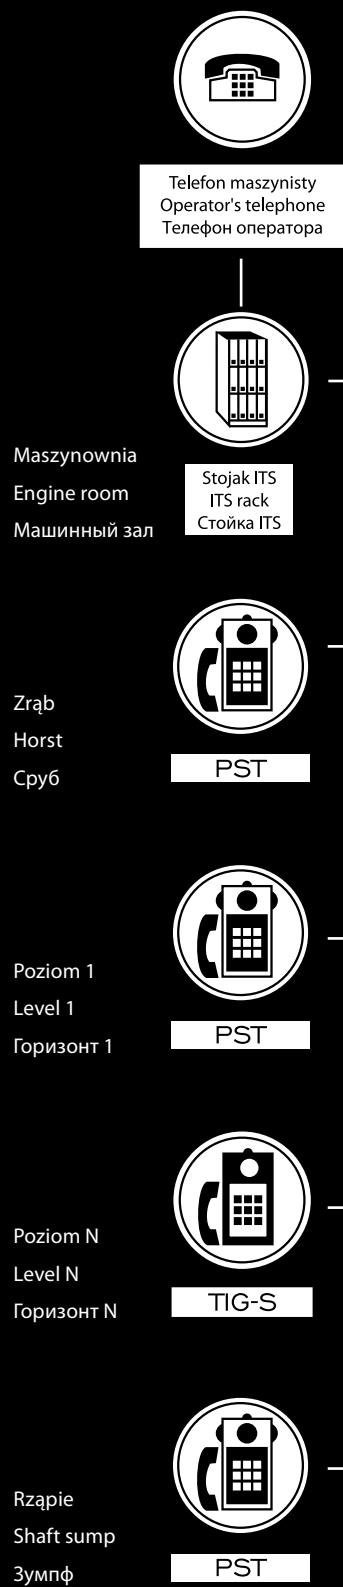 Telefon maszynisty
Operator's telephone
Телефон оператора
Maszynownia
Engine room
Машинный зал
Stojak ITS
ITS rack
Стойка ITS
Zrąb
Horst
Сруб
PST
Poziom 1
Level 1
Горизонт 1
PST
Poziom N
Level N
Горизонт N
TIG-S
Rząpie
Shaft sump
Зумпф
PST